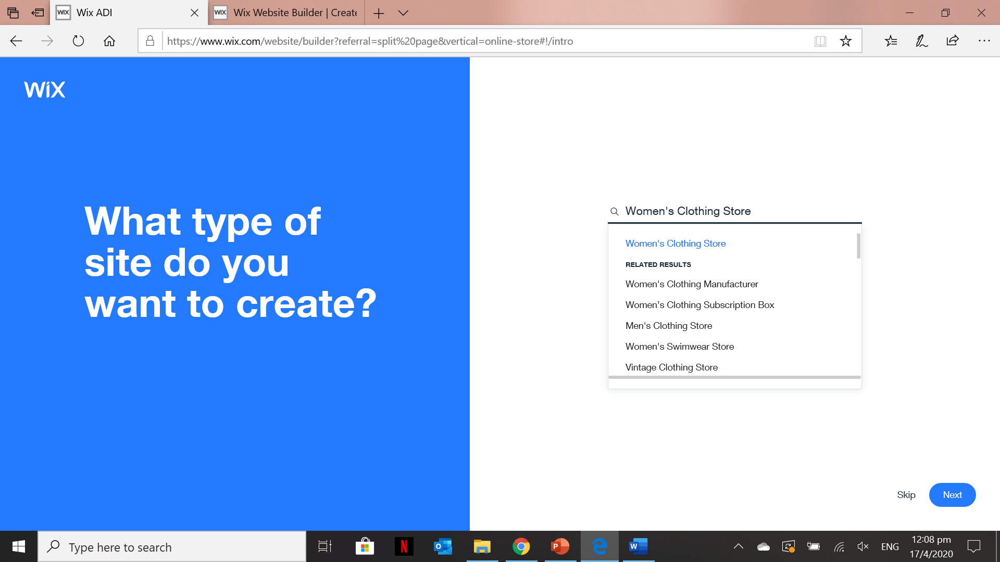 WiX Wix ADI
WiX Wix Website Builder | Create
https://www.wix.com/website/builder?referral=split%20page&vertical=online-store#!/intro
WiX
What type of
site do you
want to create?
Women's Clothing Store
Women's Clothing Store
RELATED RESULTS
Women's Clothing Manufacturer
Women’s Clothing Subscription Box
Men's Clothing Store
Women's Swimwear Store
Vintage Clothing Store
Skip
Next
Type here to search
N
O
P
W
ENG
12:08 pm
17/4/2020